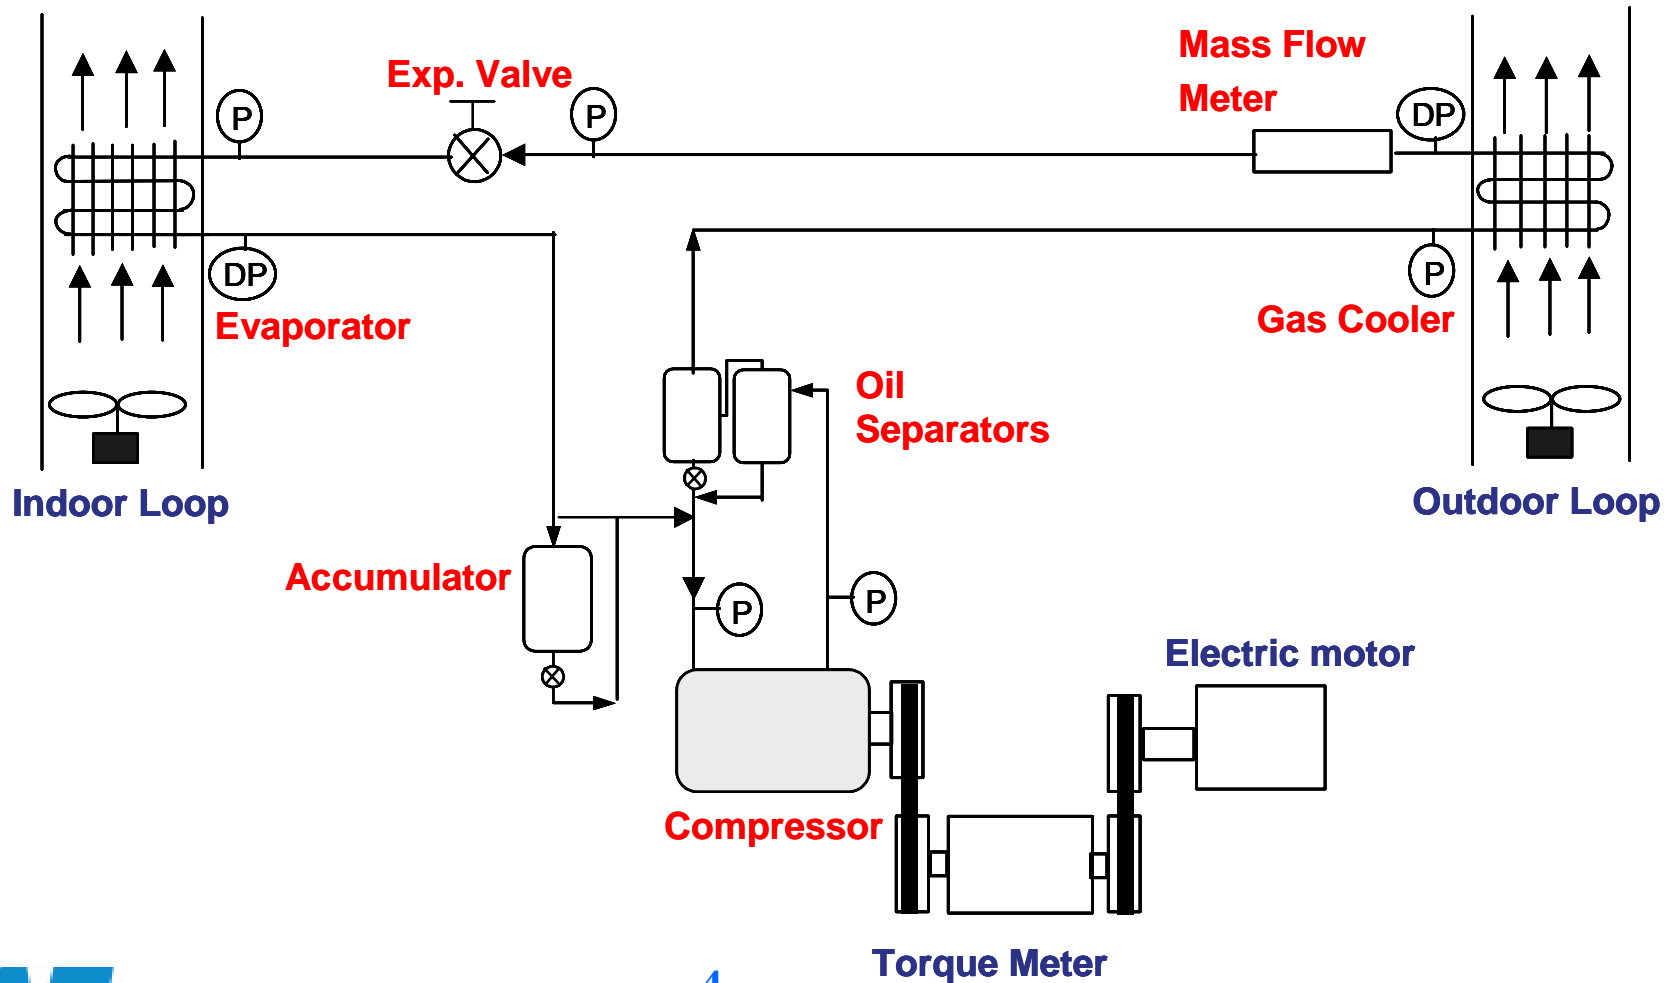 Mass Flow
Meter
Exp. Valve
P
P
DP
DP
P
Evaporator
Gas Cooler
Oil
Separators
Indoor Loop
Outdoor Loop
Accumulator
P
P
Electric motor
Compressor
Torque Meter